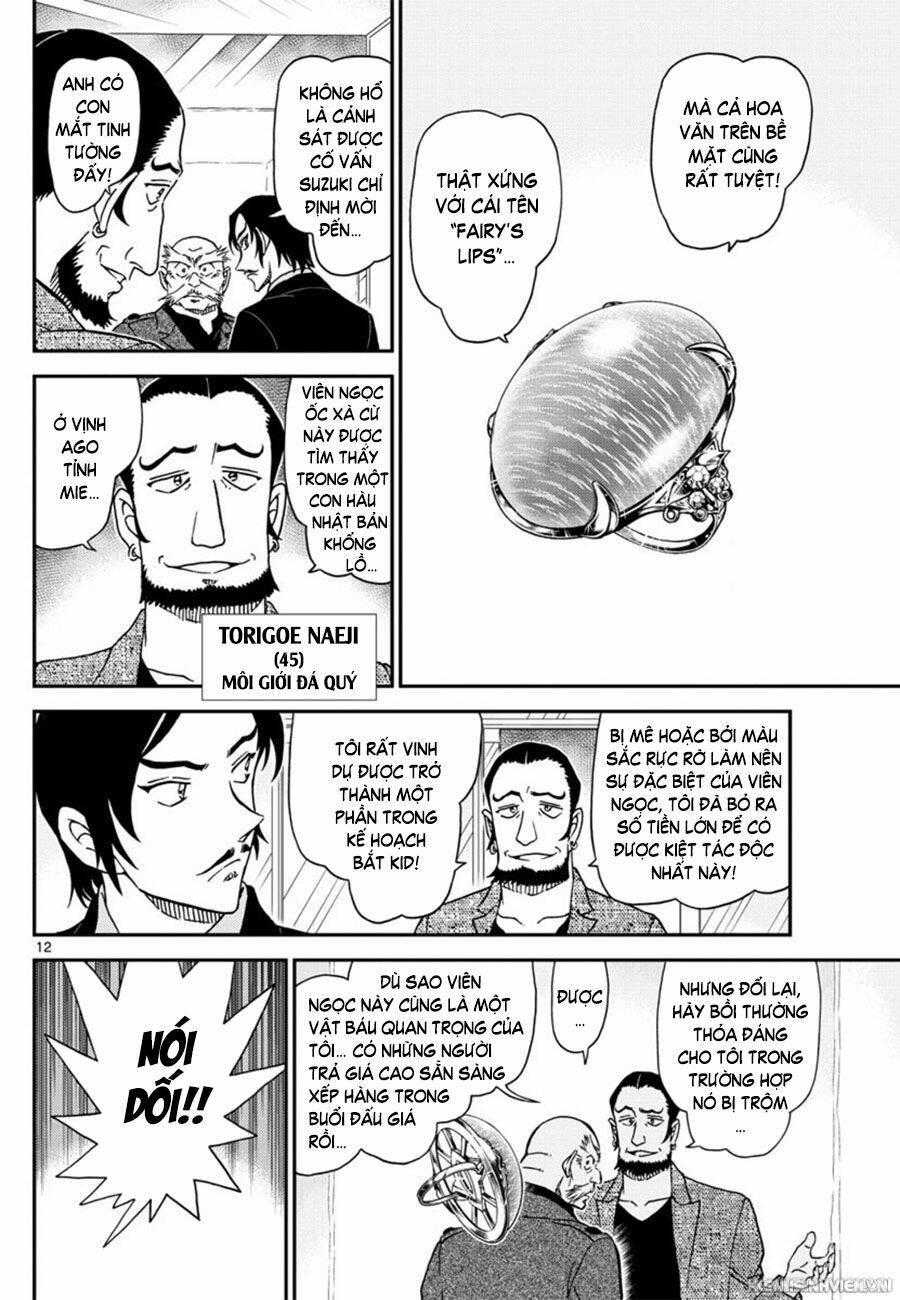 MÀ CẢ HOA
VĂN TRÊN BỀ
MẶT CŨNG
RẤT TUYỆT!
THẬT XỨNG
VỚI CÁI TÊN
“FAIRY'S
LIPS”...
KHÔNG HỔ
LÀ CẢNH
SÁT ĐƯỢC
CỐ VẤN
SUZUKI CHỈ
ĐỊNH MỜI
ĐẾN...
ANH CÓ
CON
MẮT TINH
TƯỜNG
ĐẤY!
VIÊN NGỌC
ỐC XÀ CỪ
NÀY ĐƯỢC
TÌM THẤY
TRONG MỘT
CON HÀU
NHẬT BẢN
KHỔNG
LỒ...
Ở VỊNH
AGO
TỈNH
MIE...
TORIGOE NAEJI
(45)
MÔI GIỚI ĐÁ QUÝ
BỊ MÊ HOẶC BỞI MÀU
SẮC RỰC RỠ LÀM NÊN
SỰ ĐẶC BIỆT CỦA VIÊN
NGỌC, TÔI ĐÃ BỎ RA
SỐ TIỀN LỚN ĐỂ CÓ
ĐƯỢC KIỆT TÁC ĐỘC
NHẤT NÀY!
TÔI RẤT VINH
DỰ ĐƯỢC TRỞ
THÀNH MỘT
PHẦN TRONG
KẾ HOẠCH
BẮT KID!
12
NHƯNG ĐỔI LẠI,
HÃY BỒI THƯỜNG
THỎA ĐÁNG
CHO TÔI TRONG
TRƯỜNG HỢP
NÓ BỊ TRỘM
...
ĐƯỢC
...
DÙ SAO VIÊN
NGỌC NÀY CŨNG LÀ MỘT
VẬT BÁU QUAN TRỌNG CỦA
TÔI... CÓ NHỮNG NGƯỜI
TRẢ GIÁ CAO SẴN SÀNG
XẾP HÀNG TRONG
BUỔI ĐẤU GIÁ
RỒI...
NÓI
DỐI!!
KENHSINHVIEN.VN